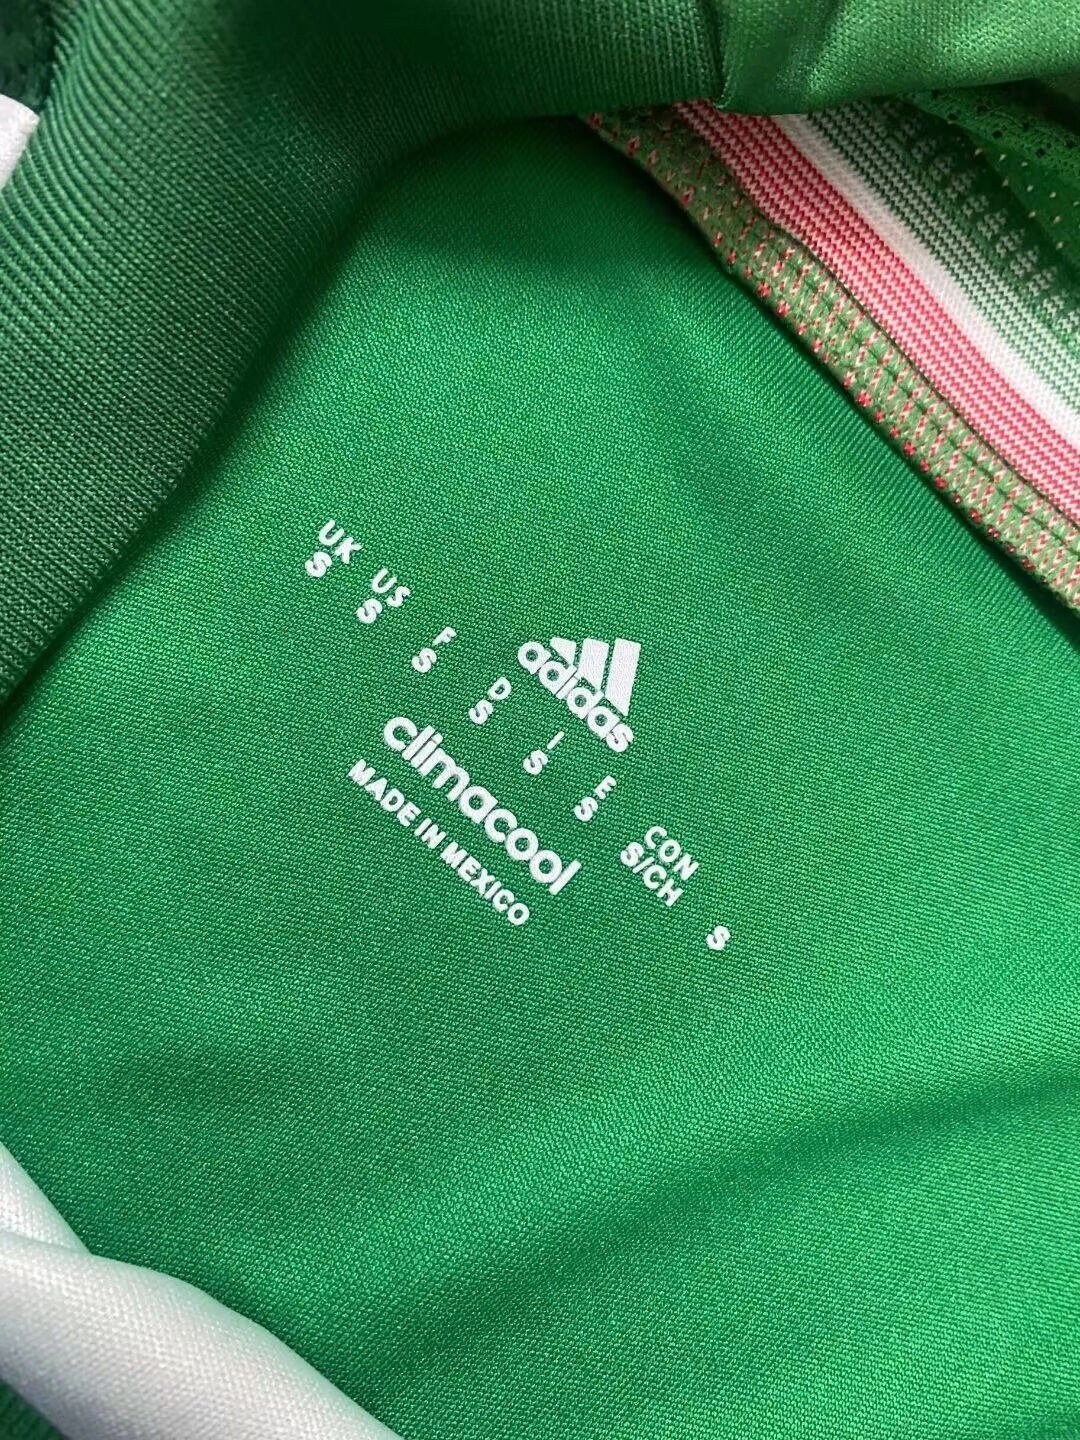 adidas
UK US F D I E CON
S S S S S S S/CH S
climacool
MADE IN MEXICO